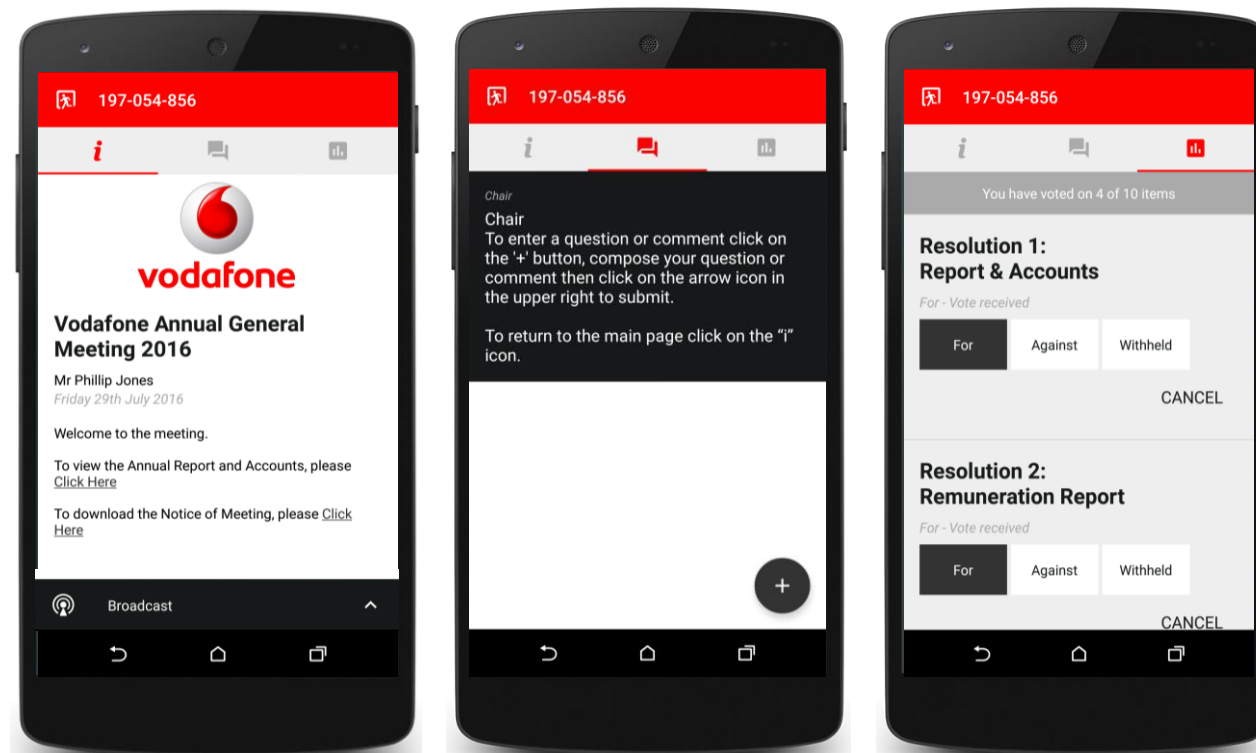 197-054-856
i
vodafone
Vodafone Annual General
Meeting 2016
Mr Phillip Jones
Friday 29th July 2016
Welcome to the meeting.
To view the Annual Report and Accounts, please
Click Here
To download the Notice of Meeting, please Click
Here
Broadcast
197-054-856
i
Chair
Chair
To enter a question or comment click on
the '+' button, compose your question or
comment then click on the arrow icon in
the upper right to submit.
To return to the main page click on the “i”
icon.
+
197-054-856
i
You have voted on 4 of 10 items
Resolution 1:
Report & Accounts
For - Vote received
For Against Withheld
CANCEL
Resolution 2:
Remuneration Report
For - Vote received
For Against Withheld
CANCEL